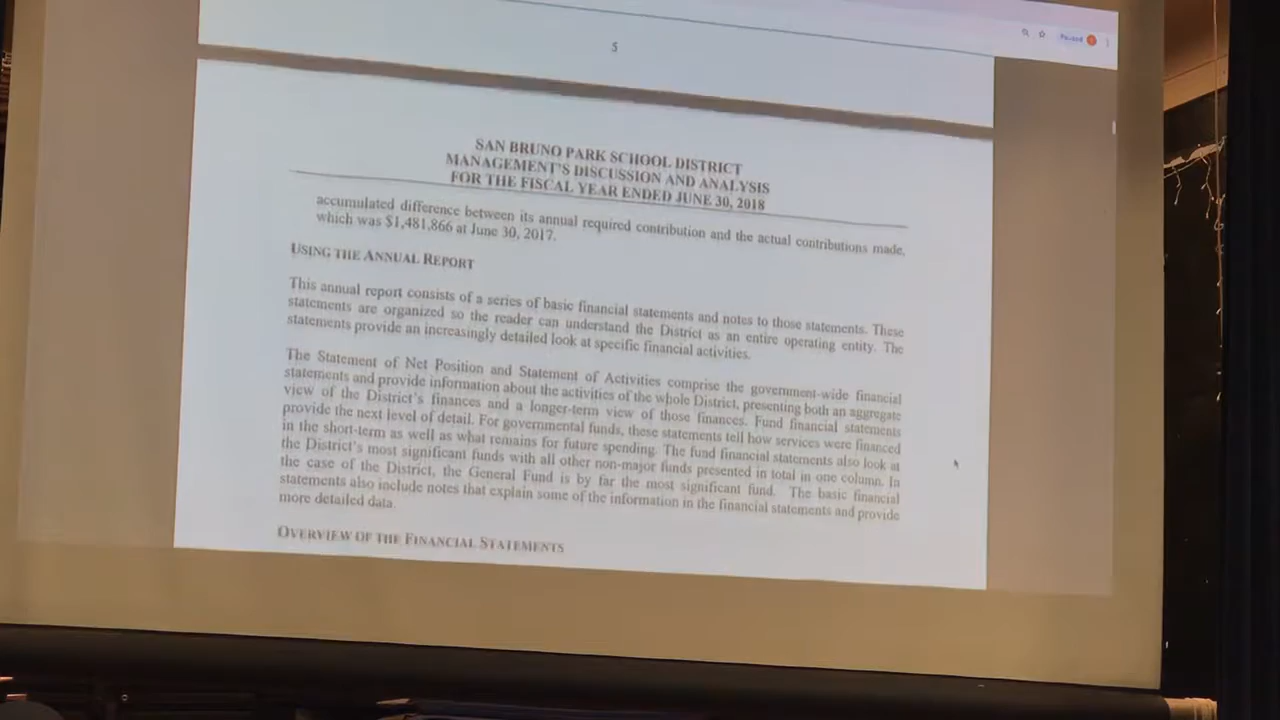 Paused
5
SAN BRUNO PARK SCHOOL DISTRICT
MANAGEMENT'S DISCUSSION AND ANALYSIS
FOR THE FISCAL YEAR ENDED JUNE 30, 2018
accumulated difference between its annual required contribution and the actual contributions made,
which was $1,481,866 at June 30, 2017.
USING THE ANNUAL REPORT
This annual report consists of a series of basic financial statements and notes to those statements. These
statements are organized so the reader can understand the District as an entire operating entity. The
statements provide an increasingly detailed look at specific financial activities.
The Statement of Net Position and Statement of Activities comprise the government-wide financial
statements and provide information about the activities of the whole District, presenting both an aggregate
view of the District's finances and a longer-term view of those finances. Fund financial statements
provide the next level of detail. For governmental funds, these statements tell how services were financed
in the short-term as well as what remains for future spending. The fund financial statements also look at
the District's most significant funds with all other non-major funds presented in total in one column. In
the case of the District, the General Fund is by far the most significant fund. The basic financial
statements also include notes that explain some of the information in the financial statements and provide
more detailed data.
OVERVIEW OF THE FINANCIAL STATEMENTS